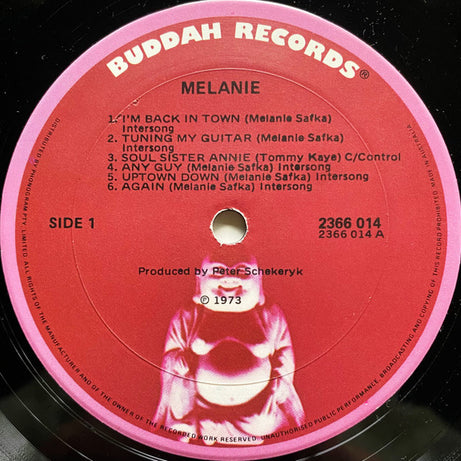 BUDDAH RECORDS®
MELANIE
1. I'M BACK IN TOWN (Melanie Safka)
Intersong
2. TUNING MY GUITAR (Melanie Safka)
Intersong
3. SOUL SISTER ANNIE (Tommy Kaye) C/Control
4. ANY GUY (Melanie Safka) Intersong
5. UPTOWN DOWN (Melanie Safka) Intersong
6. AGAIN (Melanie Safka) Intersong
SIDE 1
2366 014
2366 014 A
Produced by Peter Schekeryk
℗ 1973
DISTRIBUTED BY PHONOGRAM PTY. LIMITED. ALL RIGHTS OF THE MANUFACTURER AND OF THE OWNER OF THE RECORDED WORK RESERVED. UNAUTHORISED PUBLIC PERFORMANCE, BROADCASTING AND COPYING OF THIS RECORD PROHIBITED MADE IN AUSTRALIA